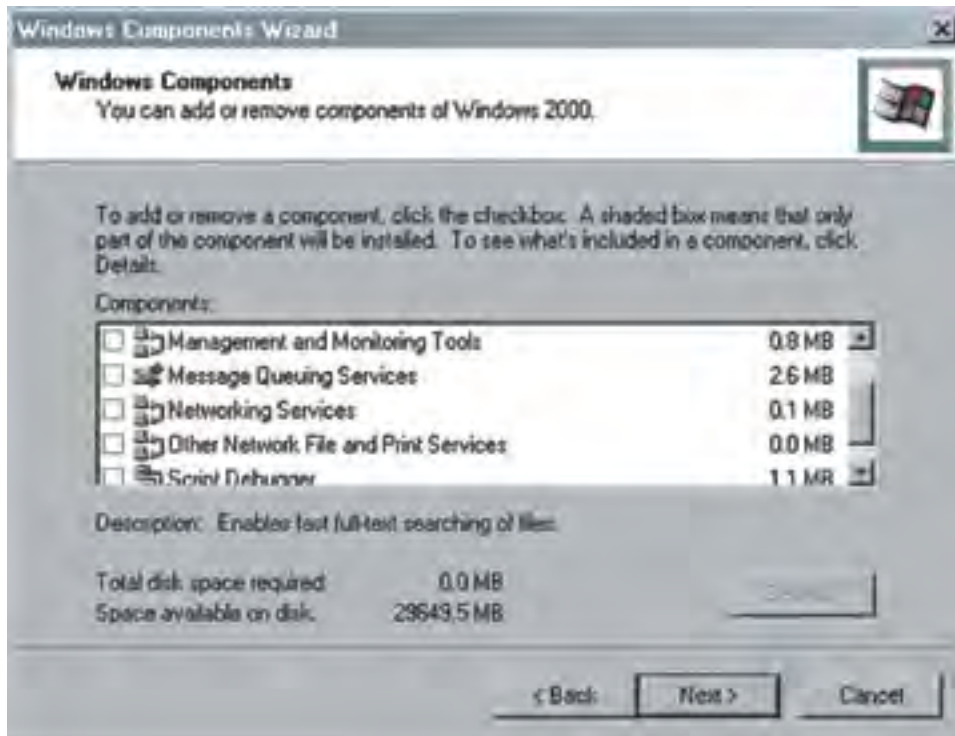 Windows Components Wizard
Windows Components
You can add or remove components of Windows 2000.
To add or remove a component, click the checkbox. A shaded box means that only
part of the component will be installed. To see what's included in a component, click
Details.
Components:
Management and Monitoring Tools 0.8 MB
Message Queuing Services 2.6 MB
Networking Services 0.1 MB
Other Network File and Print Services 0.0 MB
Script Debugger 1.1 MB
Description: Enables fast full-text searching of files.
Total disk space required: 0.0 MB
Space available on disk: 29649.5 MB
< Back
Next >
Cancel